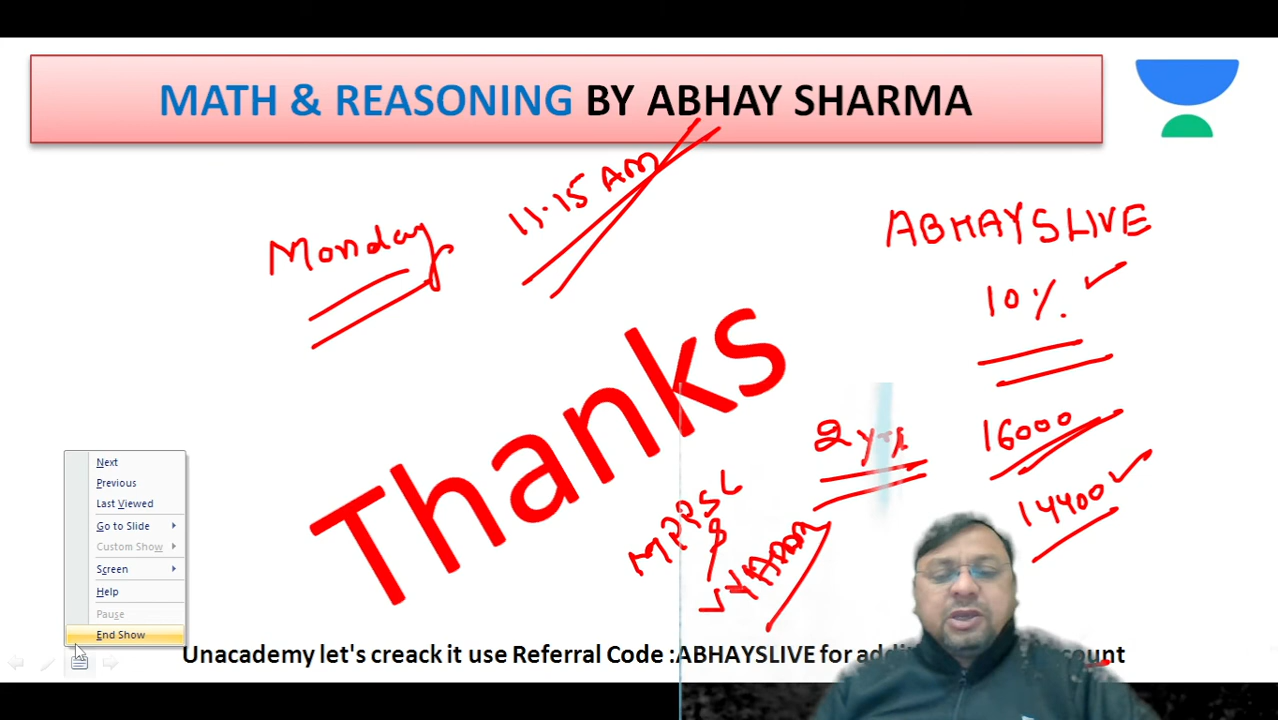 MATH & REASONING BY ABHAY SHARMA
Monday
11.15 AM
ABHAYSLIVE
10%
Thanks
2 yrs
16000
14400
MPPSC
&
VYAPAM
Next
Previous
Last Viewed
Go to Slide
Custom Show
Screen
Help
Pause
End Show
Unacademy let's creack it use Referral Code :ABHAYSLIVE for